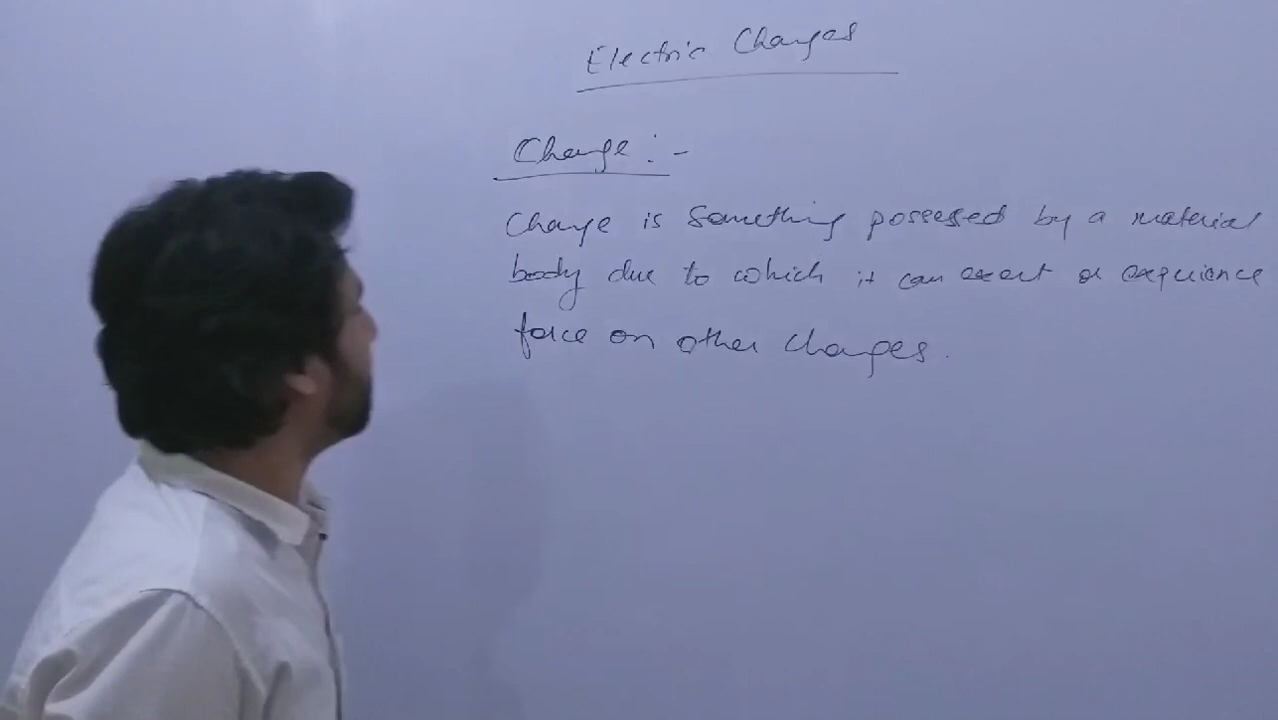 Electric Charges
Charge :-
Charge is something possessed by a material
body due to which it can exert or experience
force on other charges.